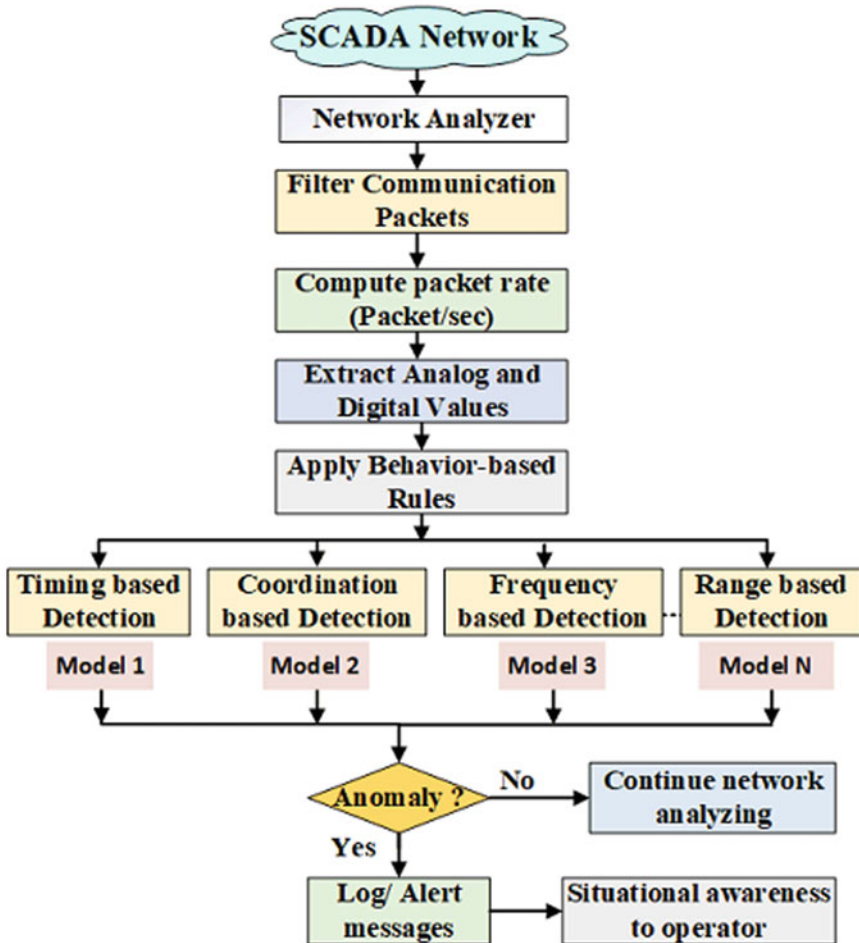 SCADA Network
Network Analyzer
Filter Communication
Packets
Compute packet rate
(Packet/sec)
Extract Analog and
Digital Values
Apply Behavior-based
Rules
Timing based
Detection
Coordination
based Detection
Frequency
based Detection
Range based
Detection
Model 1
Model 2
Model 3
Model N
Anomaly ?
No
Continue network
analyzing
Yes
Log/ Alert
messages
Situational awareness
to operator